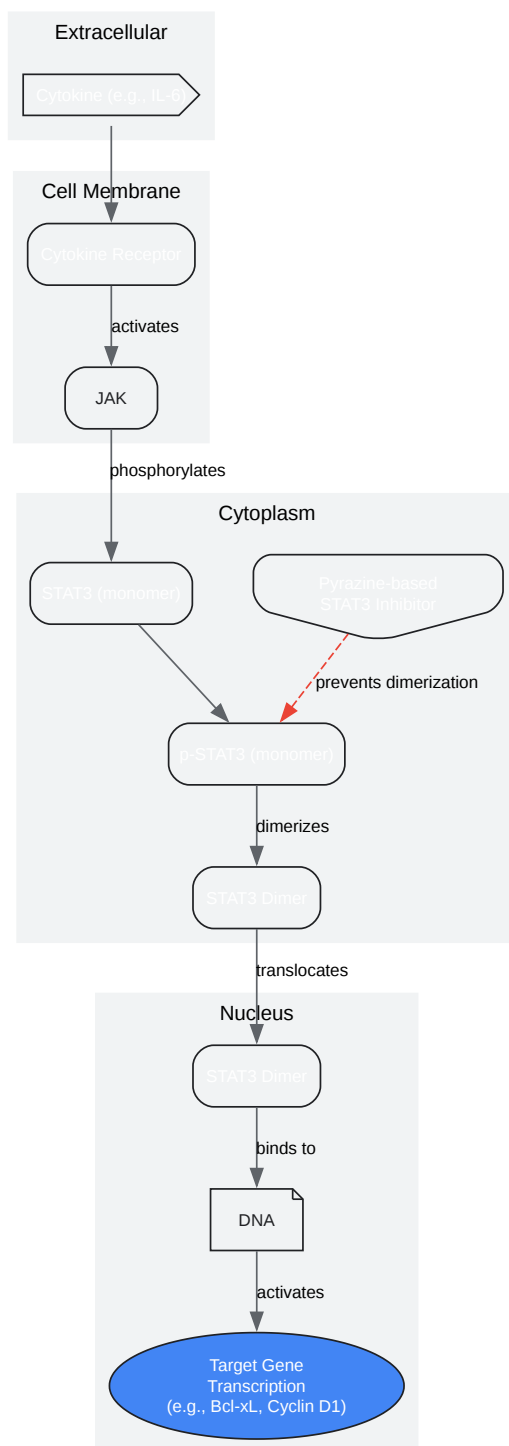 Extracellular
Cytokine (e.g., IL-6)
Cell Membrane
Cytokine Receptor
activates
JAK
phosphorylates
Cytoplasm
STAT3 (monomer)
Pyrazine-based
STAT3 Inhibitor
prevents dimerization
p-STAT3 (monomer)
dimerizes
STAT3 Dimer
translocates
Nucleus
STAT3 Dimer
binds to
DNA
activates
Target Gene
Transcription
(e.g., Bcl-xL, Cyclin D1)